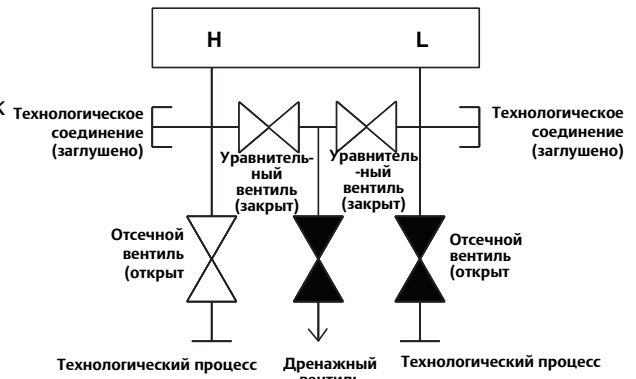 H
L
к
Технологическое
соединение
(заглушено)
Технологическое
соединение
(заглушено)
Уравнитель-
ный
вентиль
(закрыт)
Уравнитель
-ный
вентиль
(закрыт)
Отсечной
вентиль
(открыт
Отсечной
вентиль
(открыт
Технологический процесс
Дренажный
вентиль
Технологический процесс